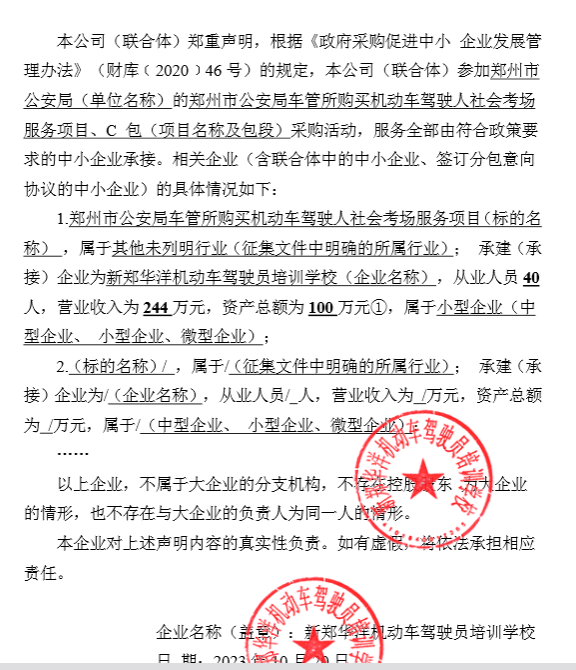 本公司（联合体）郑重声明，根据《政府采购促进中小 企业发展管
理办法》（财库﹝2020﹞46 号）的规定，本公司（联合体）参加郑州市
公安局（单位名称）的郑州市公安局车管所购买机动车驾驶人社会考场
服务项目、C 包（项目名称及包段）采购活动，服务全部由符合政策要
求的中小企业承接。相关企业（含联合体中的中小企业、签订分包意向
协议的中小企业）的具体情况如下：
1.郑州市公安局车管所购买机动车驾驶人社会考场服务项目（标的名
称） ，属于其他未列明行业（征集文件中明确的所属行业）； 承建（承
接）企业为新郑华洋机动车驾驶员培训学校（企业名称），从业人员 40
人，营业收入为 244 万元，资产总额为 100 万元①，属于小型企业（中
型企业、 小型企业、微型企业）；
2.（标的名称）/ ，属于/（征集文件中明确的所属行业）； 承建（承
接）企业为/（企业名称），从业人员/ 人，营业收入为 /万元，资产总额
为 /万元，属于/（中型企业、 小型企业、微型企业）；
……
以上企业，不属于大企业的分支机构，不存在控股股东 为大企业
的情形，也不存在与大企业的负责人为同一人的情形。
本企业对上述声明内容的真实性负责。如有虚假，将依法承担相应
责任。
企业名称（盖章）：新郑华洋机动车驾驶员培训学校
日 期：2023 年 10 月 20 日
新郑华洋机动车驾驶员培训学校